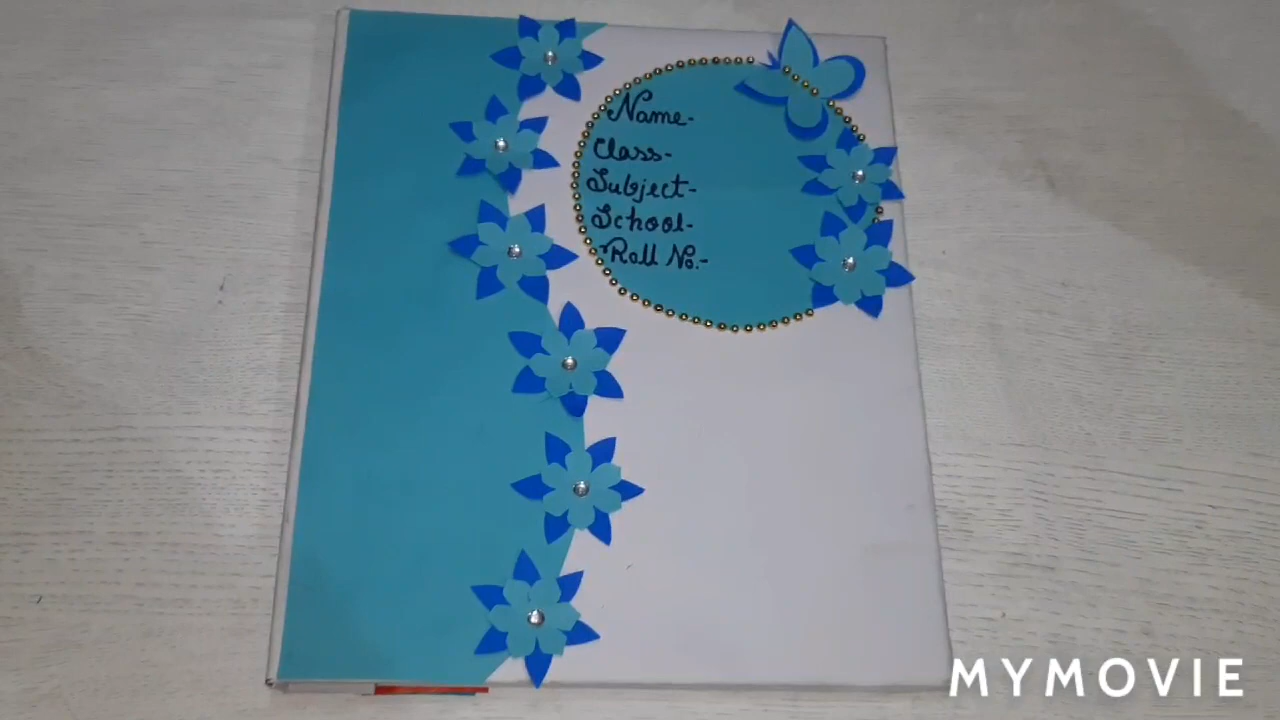 Name-
Class-
Subject-
School-
Roll No.-
MYMOVIE